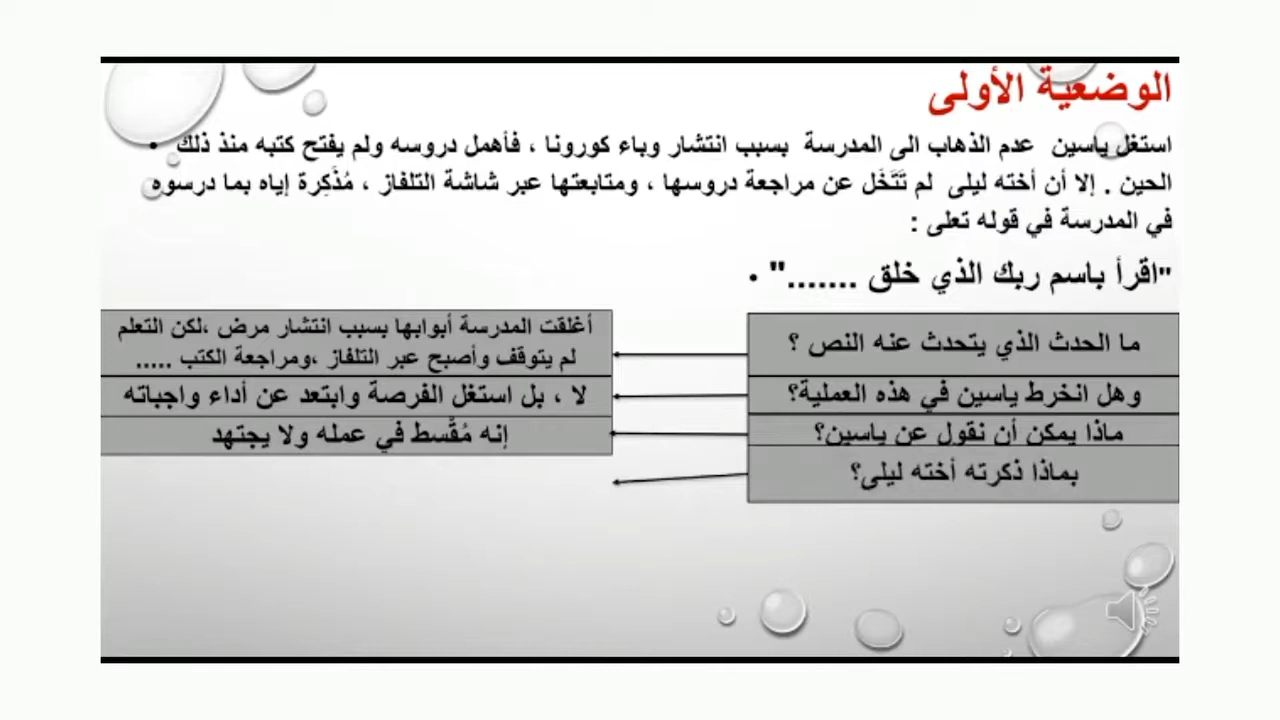 الوضعية الأولى
استغل ياسين عدم الذهاب الى المدرسة بسبب انتشار وباء كورونا ، فأهمل دروسه ولم يفتح كتبه منذ ذلك •
الحين . إلا أن أخته ليلى لم تَتَخَل عن مراجعة دروسها ، ومتابعتها عبر شاشة التلفاز ، مُذَكِرة إياه بما درسوه
في المدرسة في قوله تعلى :
"اقرأ باسم ربك الذي خلق ......." •
ما الحدث الذي يتحدث عنه النص ؟
أغلقت المدرسة أبوابها بسبب انتشار مرض ،لكن التعلم
لم يتوقف وأصبح عبر التلفاز ،ومراجعة الكتب .....
وهل انخرط ياسين في هذه العملية؟
لا ، بل استغل الفرصة وابتعد عن أداء واجباته
ماذا يمكن أن نقول عن ياسين؟
إنه مُقْسط في عمله ولا يجتهد
بماذا ذكرته أخته ليلى؟